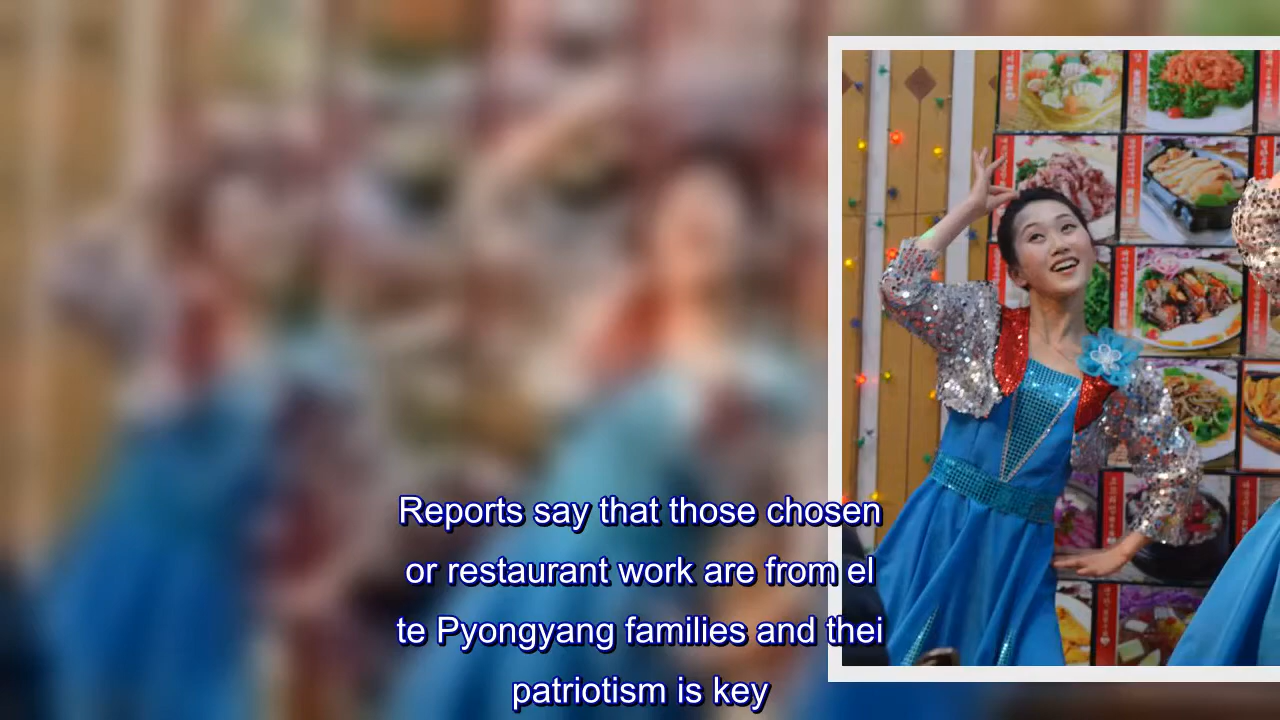 Reports say that those chosen
or restaurant work are from el
te Pyongyang families and thei
patriotism is key